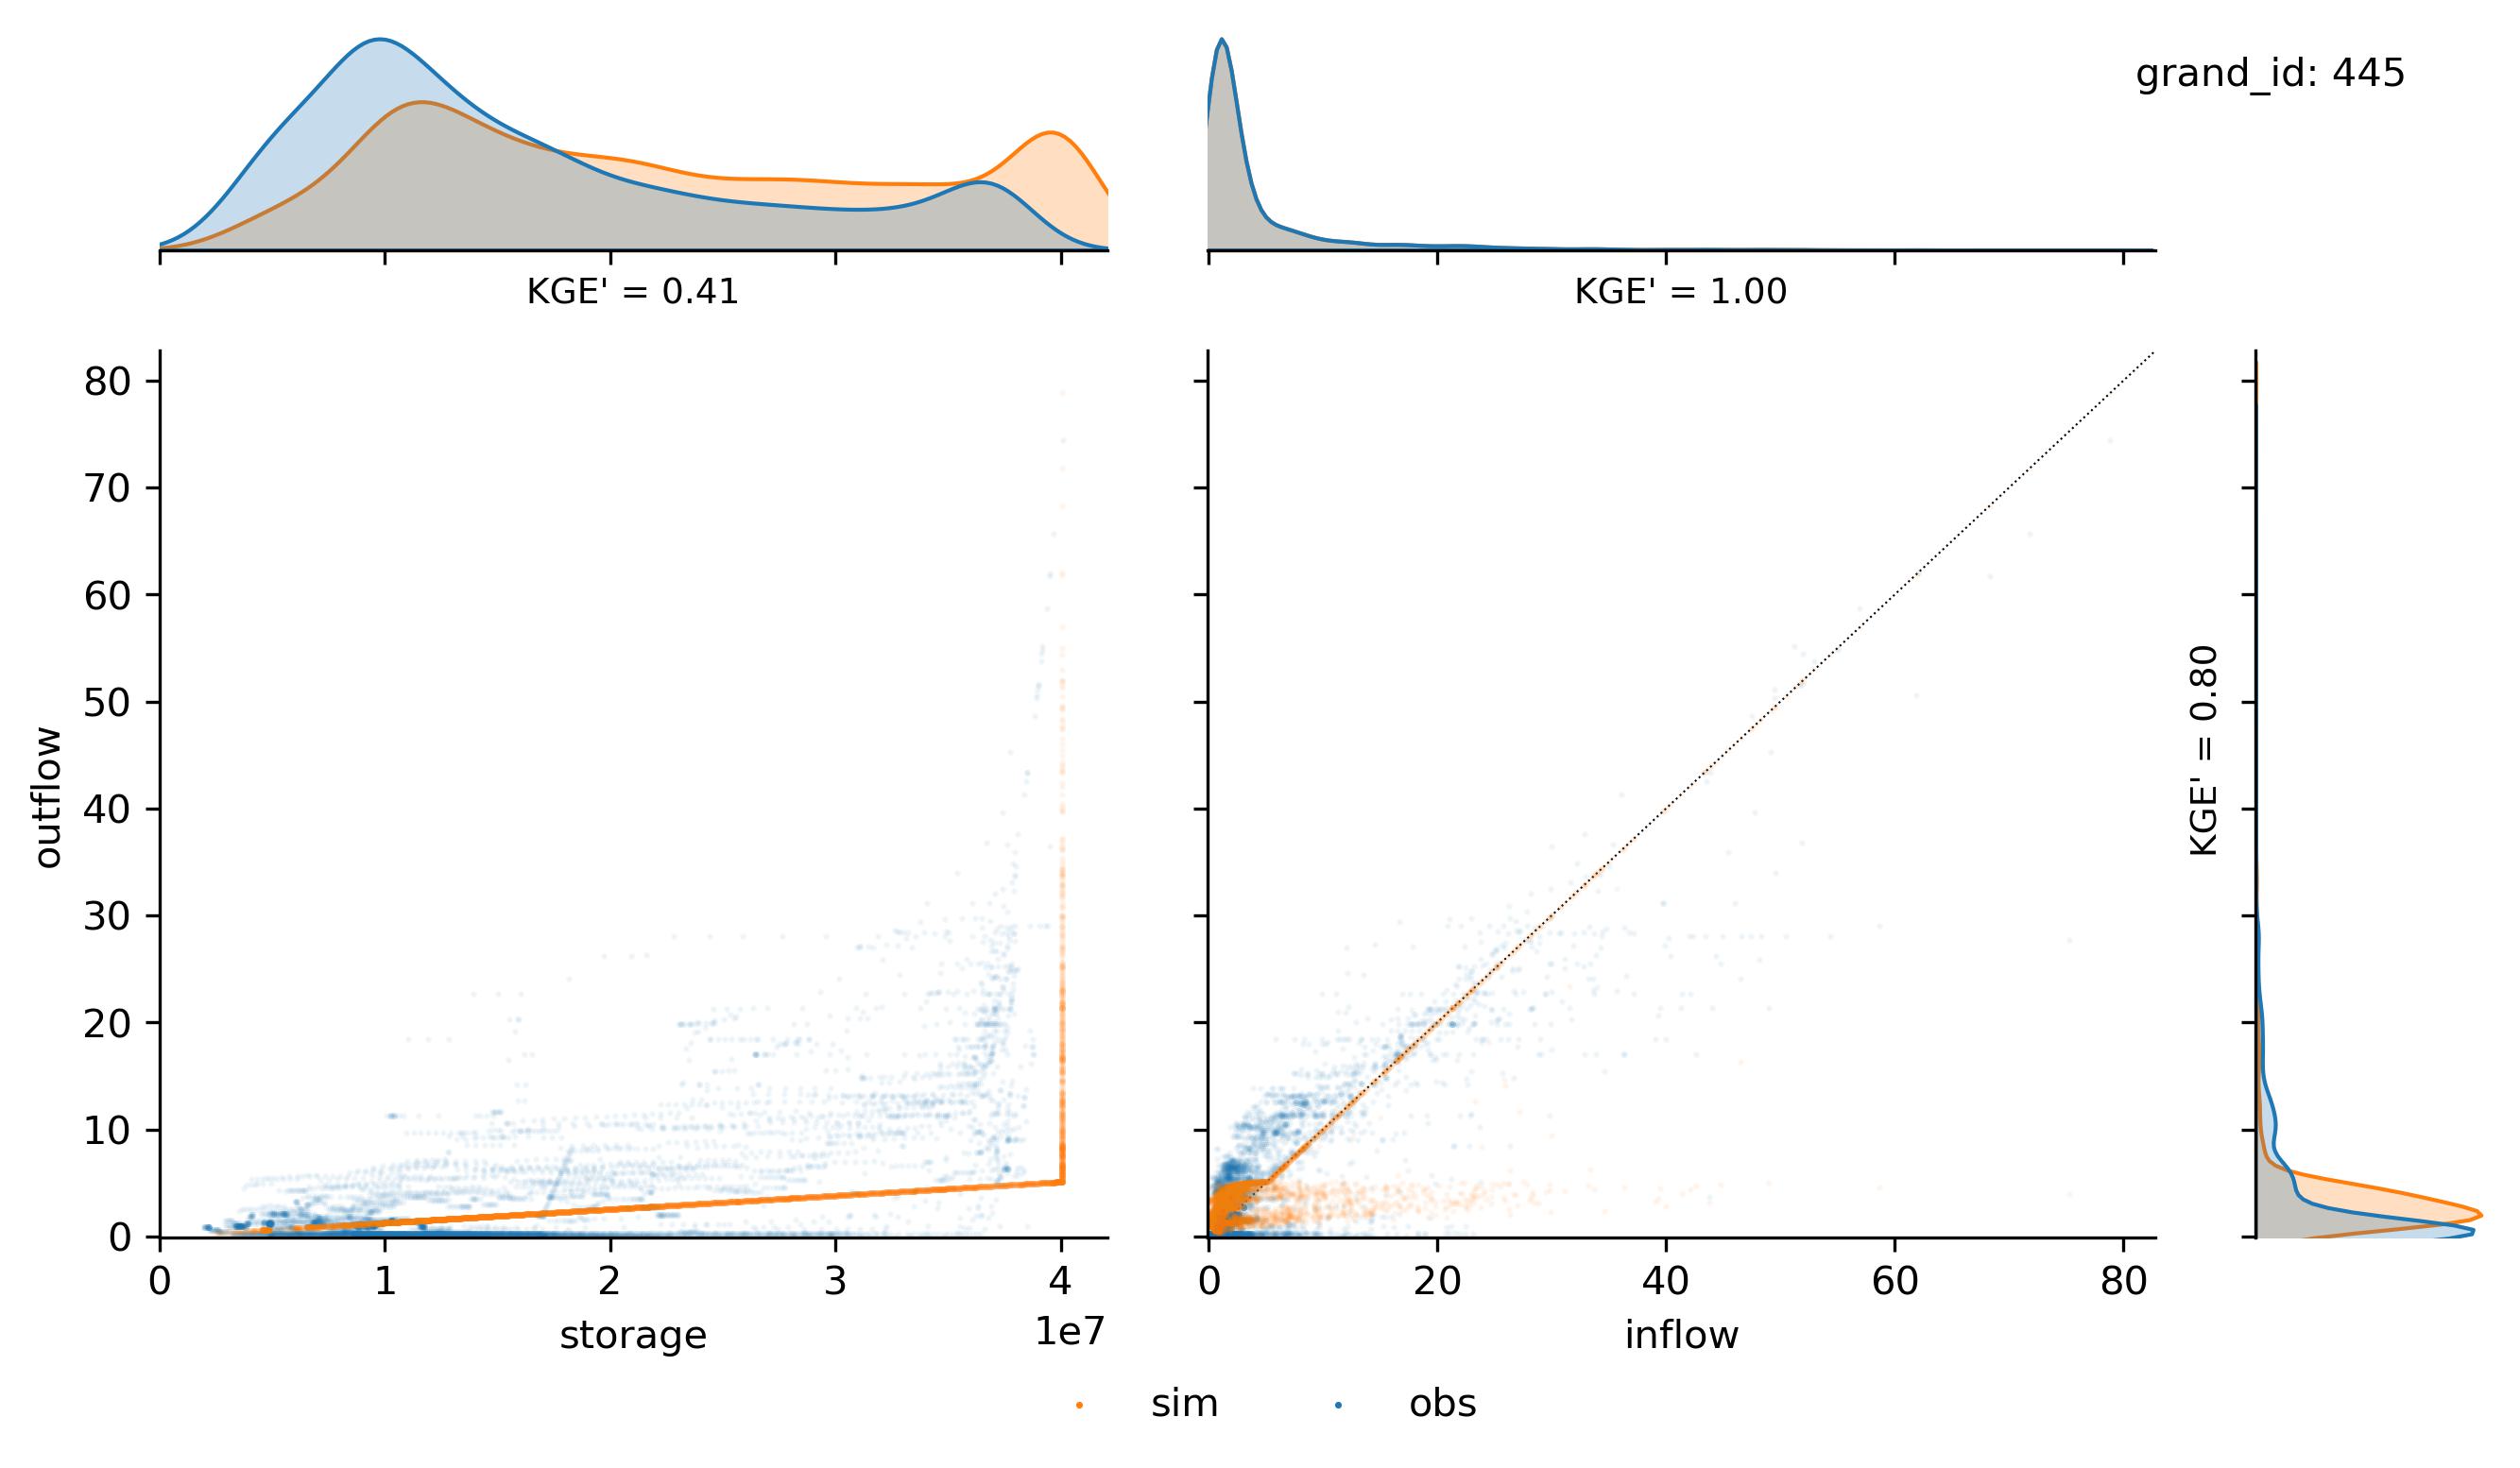 grand_id: 445
KGE' = 0.41
KGE' = 1.00
80
70
60
50
40
30
20
10
0
outflow
KGE' = 0.80
0 1 2 3 4
0 20 40 60 80
storage
1e7
inflow
sim obs